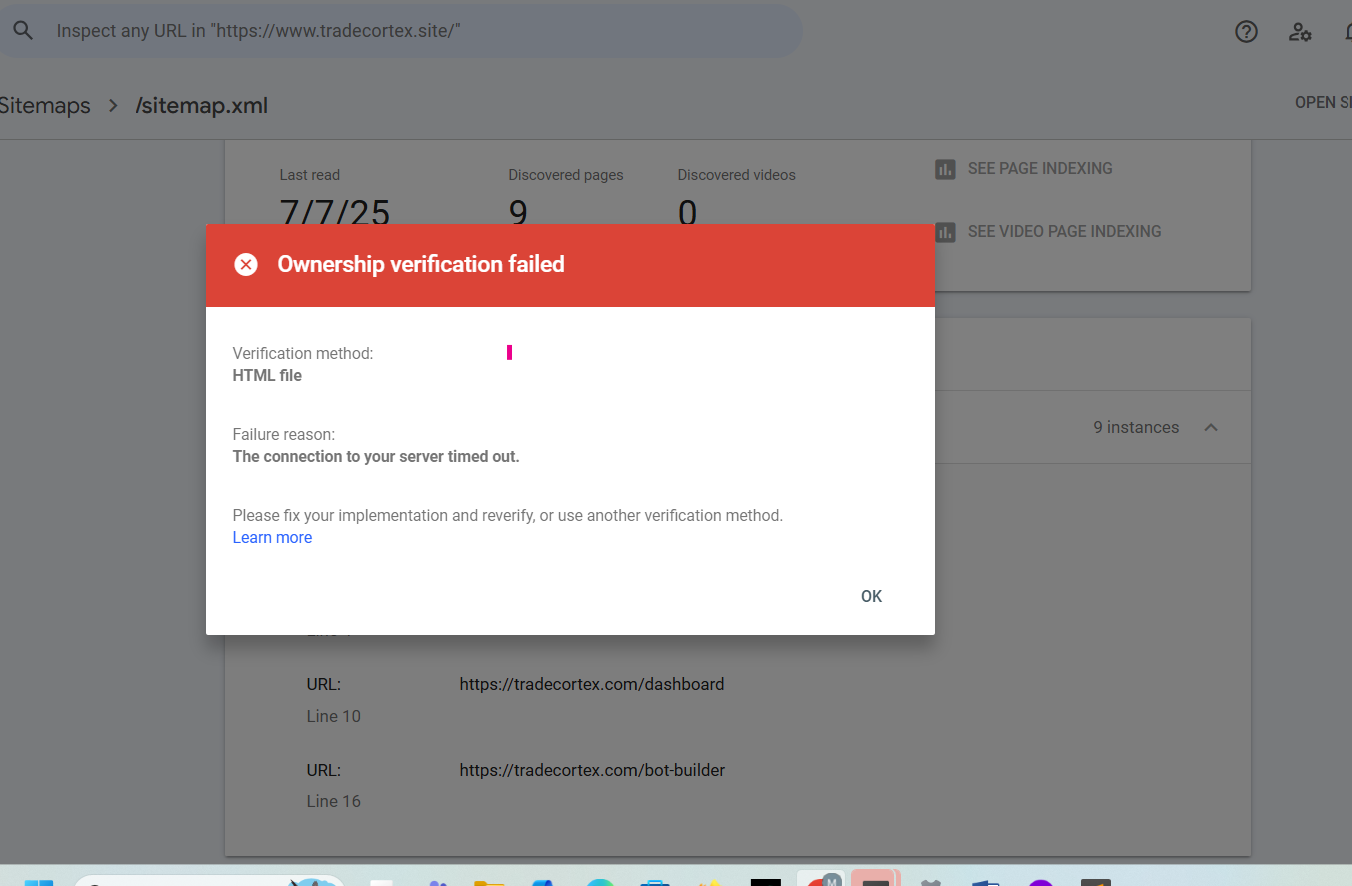 Inspect any URL in "https://www.tradecortex.site/"
Sitemaps > /sitemap.xml
OPEN
Last read
Discovered pages
Discovered videos
SEE PAGE INDEXING
7/7/25
9
0
SEE VIDEO PAGE INDEXING
Ownership verification failed
Verification method:
HTML file
9 instances
Failure reason:
The connection to your server timed out.
Please fix your implementation and reverify, or use another verification method.
Learn more
OK
URL:
https://tradecortex.com/dashboard
Line 10
URL:
https://tradecortex.com/bot-builder
Line 16
M